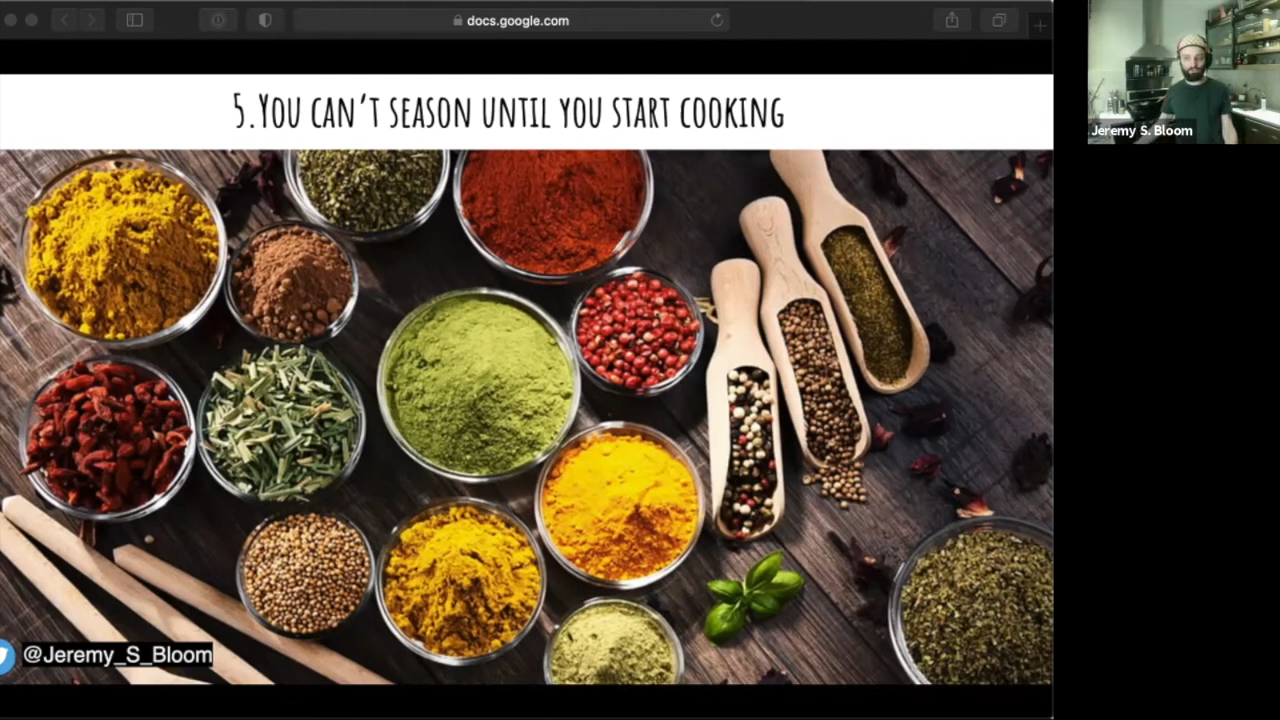 docs.google.com
5.You can't season until you start cooking
Jeremy S. Bloom
@Jeremy_S_Bloom